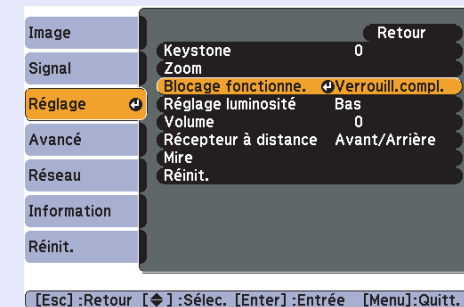 Image
Signal
Réglage
Avancé
Réseau
Information
Réinit.
Retour
Keystone 0
Zoom
Blocage fonctionne. Verrouill.compl.
Réglage luminosité Bas
Volume 0
Récepteur à distance Avant/Arrière
Mire
Réinit.
[Esc] :Retour [◆] :Sélec. [Enter] :Entrée [Menu]:Quitt.